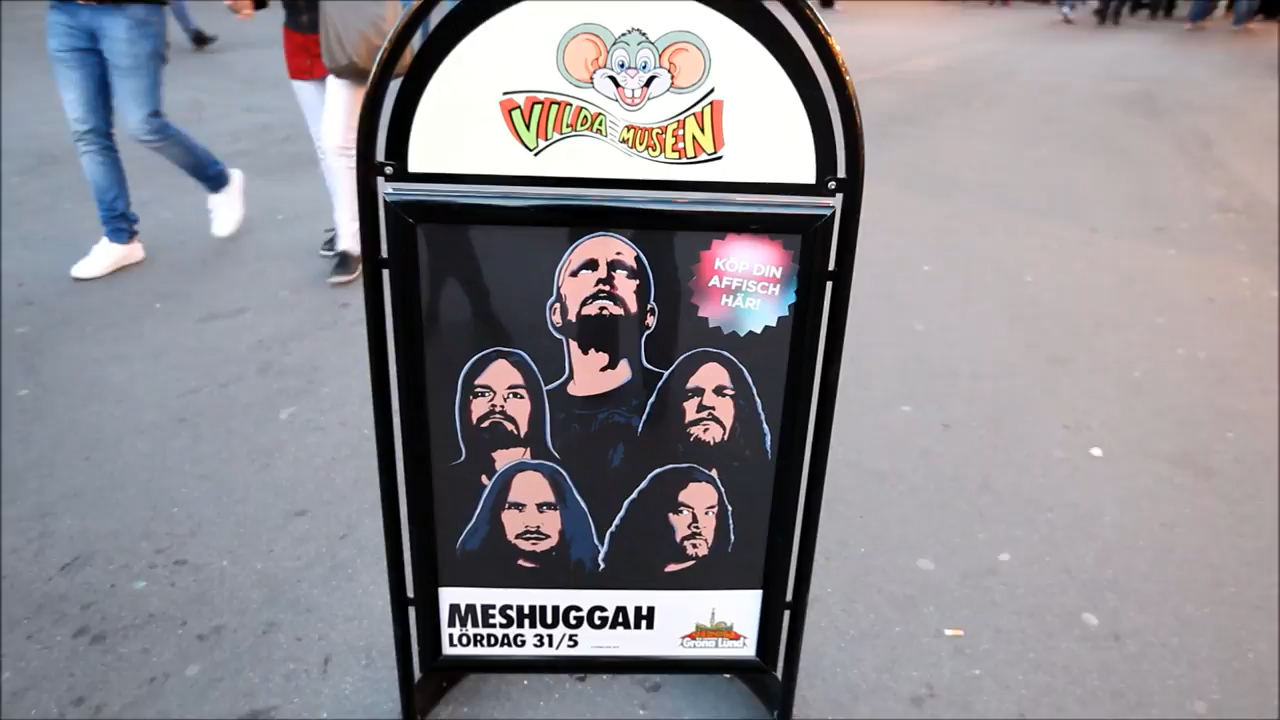 VILDA MUSEN
KÖP DIN
AFFISCH
HÄR!
MESHUGGAH
LÖRDAG 31/5
Gröna Lund